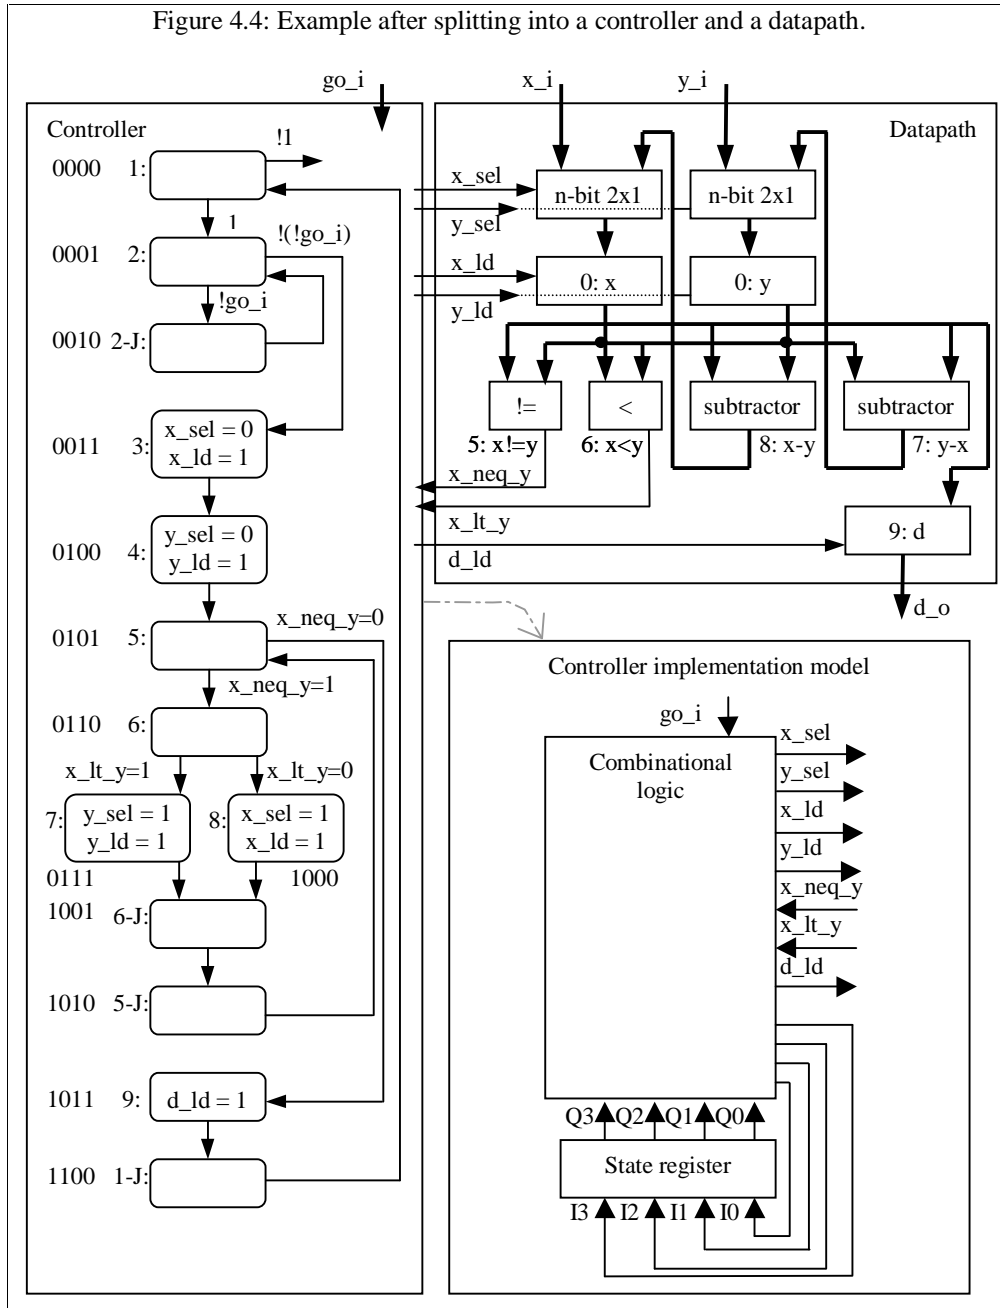 Figure 4.4: Example after splitting into a controller and a datapath.
go_i
x_i
y_i
Controller
Datapath
!1
0000 1:
1
0001 2:
!(!go_i)
!go_i
0010 2-J:
0011 3:
x_sel = 0
x_ld = 1
0100 4:
y_sel = 0
y_ld = 1
0101 5:
x_neq_y=0
x_neq_y=1
0110 6:
x_lt_y=1
x_lt_y=0
7:
y_sel = 1
y_ld = 1
8:
x_sel = 1
x_ld = 1
0111
1000
1001 6-J:
1010 5-J:
1011 9:
d_ld = 1
1100 1-J:
x_sel
y_sel
x_ld
y_ld
n-bit 2x1
n-bit 2x1
0: x
0: y
!=
<
subtractor
subtractor
5: x!=y
6: x<y
8: x-y
7: y-x
x_neq_y
x_lt_y
d_ld
9: d
d_o
Controller implementation model
go_i
Combinational
logic
x_sel
y_sel
x_ld
y_ld
x_neq_y
x_lt_y
d_ld
Q3 Q2 Q1 Q0
State register
I3 I2 I1 I0